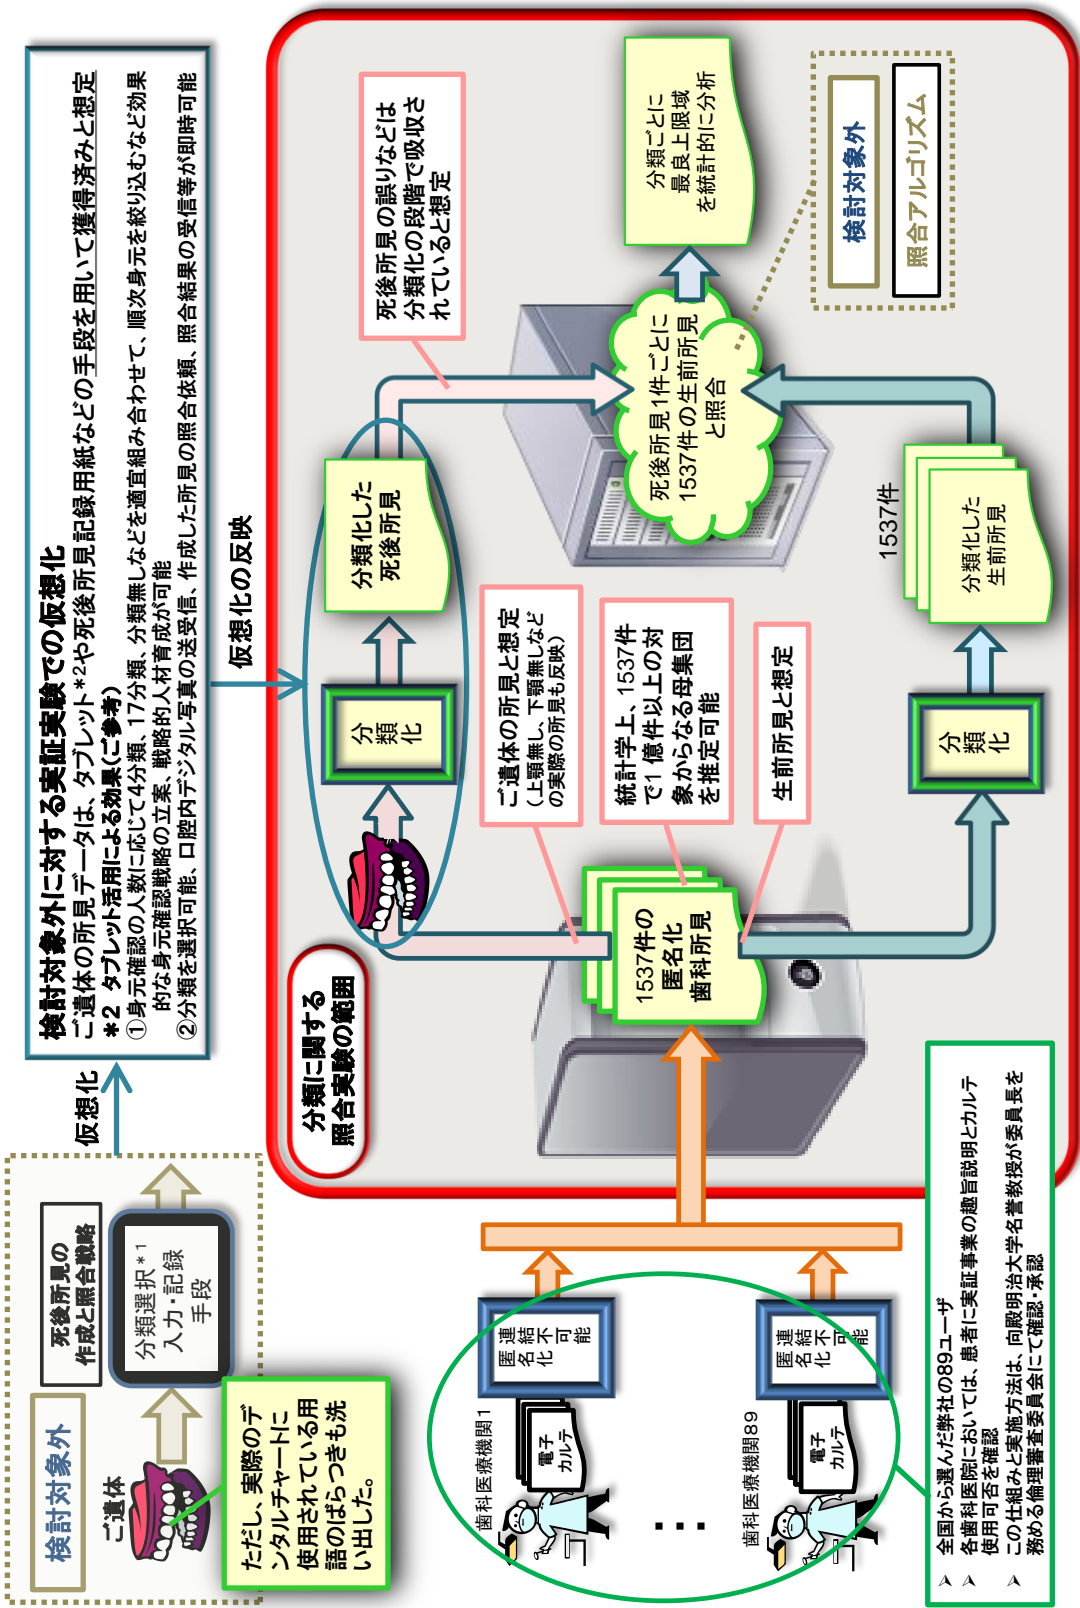 検討対象外
ご遺体
死後所見の
作成と照合戦略
分類選択*1
入力・記録
手段
ただし、実際のデ
ンタルチャートに
使用されている用
語のばらつきも洗
い出した。
仮想化
検討対象外に対する実証実験での仮想化
ご遺体の所見データは、タブレット*2や死後所見記録用紙などの手段を用いて獲得済みと想定
*2 タブレット活用による効果(ご参考)
①身元確認の人数に応じて4分類、17分類、分類無しなどを適宜組み合わせて、順次身元を絞り込むなど効果
的な身元確認戦略の立案、戦略的人材育成が可能
②分類を選択可能、口腔内デジタル写真の送受信、作成した所見の照合依頼、照合結果の受信等が即時可能
仮想化の反映
分類に関する
照合実験の範囲
分類化
分類化した
死後所見
死後所見の誤りなどは
分類化の段階で吸収さ
れていると想定
ご遺体の所見と想定
(上顎無し、下顎無しなど
の実際の所見も反映)
統計学上、1537件
で1億件以上の対
象からなる母集団
を推定可能
生前所見と想定
1537件の
匿名化
歯科所見
死後所見1件ごとに
1537件の生前所見
と照合
分類ごとに
最良上限域
を統計的に分析
検討対象外
照合アルゴリズム
分類化
1537件
分類化した
生前所見
歯科医療機関1
電子
カルテ
連結不可能
匿名化
歯科医療機関89
電子
カルテ
連結不可能
匿名化
➢ 全国から選んだ弊社の89ユーザ
➢ 各歯科医院においては、患者に実証事業の趣旨説明とカルテ
使用可否を確認
➢ この仕組みと実施方法は、向殿明治大学名誉教授が委員長を
務める倫理審査委員会にて確認・承認